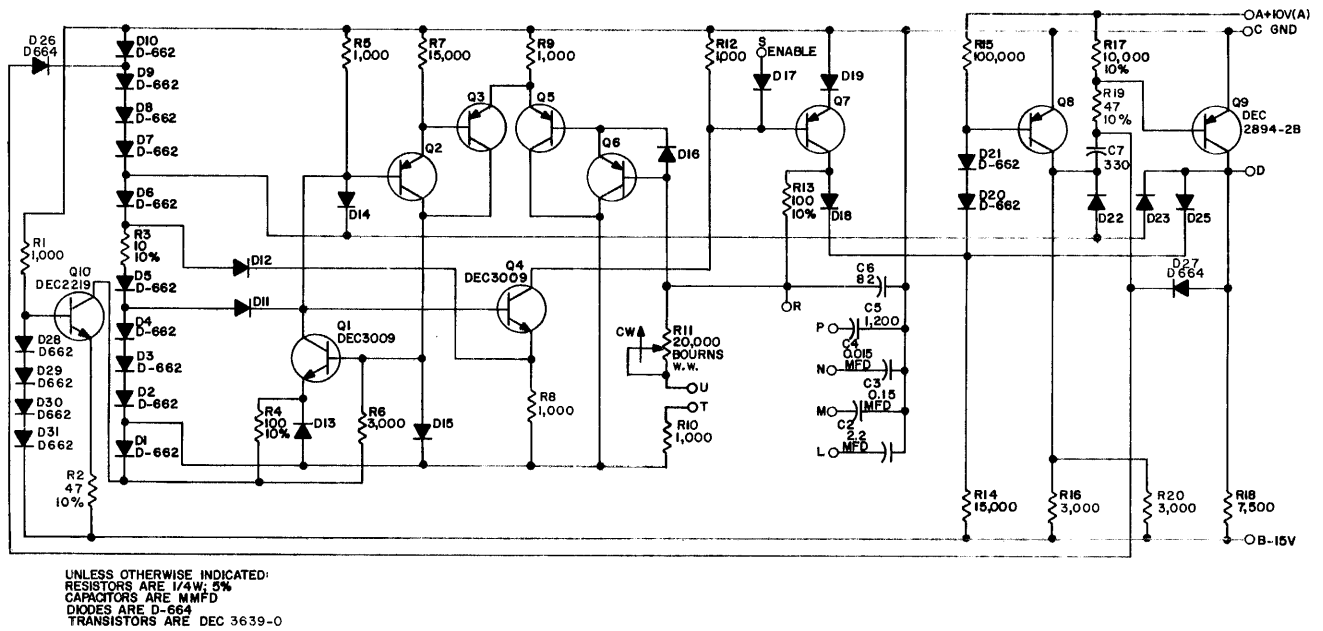 A+10V(A)
C GND
D26
D664
D10
D-662
D9
D-662
D8
D-662
D7
D-662
D6
D-662
R3
10
10%
D5
D-662
D4
D-662
D3
D-662
D2
D-662
D1
D-662
R1
1,000
Q10
DEC2219
D28
D662
D29
D662
D30
D662
D31
D662
R2
47
10%
R5
1,000
R7
15,000
R9
1,000
Q3
Q5
Q2
Q6
D14
D16
D12
D11
Q4
DEC3009
Q1
DEC3009
R4
100
10%
D13
R6
3,000
D15
R8
1,000
R12
1,000
S
ENABLE
D17
D19
Q7
R13
100
10%
D18
R
CW
R11
20,000
BOURNS
W.W.
U
T
R10
1,000
C6
82
C5
P
1,200
C4
0.015
N
MFD
C3
0.15
M
MFD
C2
2.2
L
MFD
R15
100,000
D21
D-662
D20
D-662
Q8
R17
10,000
10%
R19
47
10%
C7
330
Q9
DEC
2894-2B
D
D22
D23
D25
D27
D664
R14
15,000
R16
3,000
R20
3,000
R18
7,500
B-15V
UNLESS OTHERWISE INDICATED:
RESISTORS ARE 1/4W; 5%
CAPACITORS ARE MMFD
DIODES ARE D-664
TRANSISTORS ARE DEC 3639-0